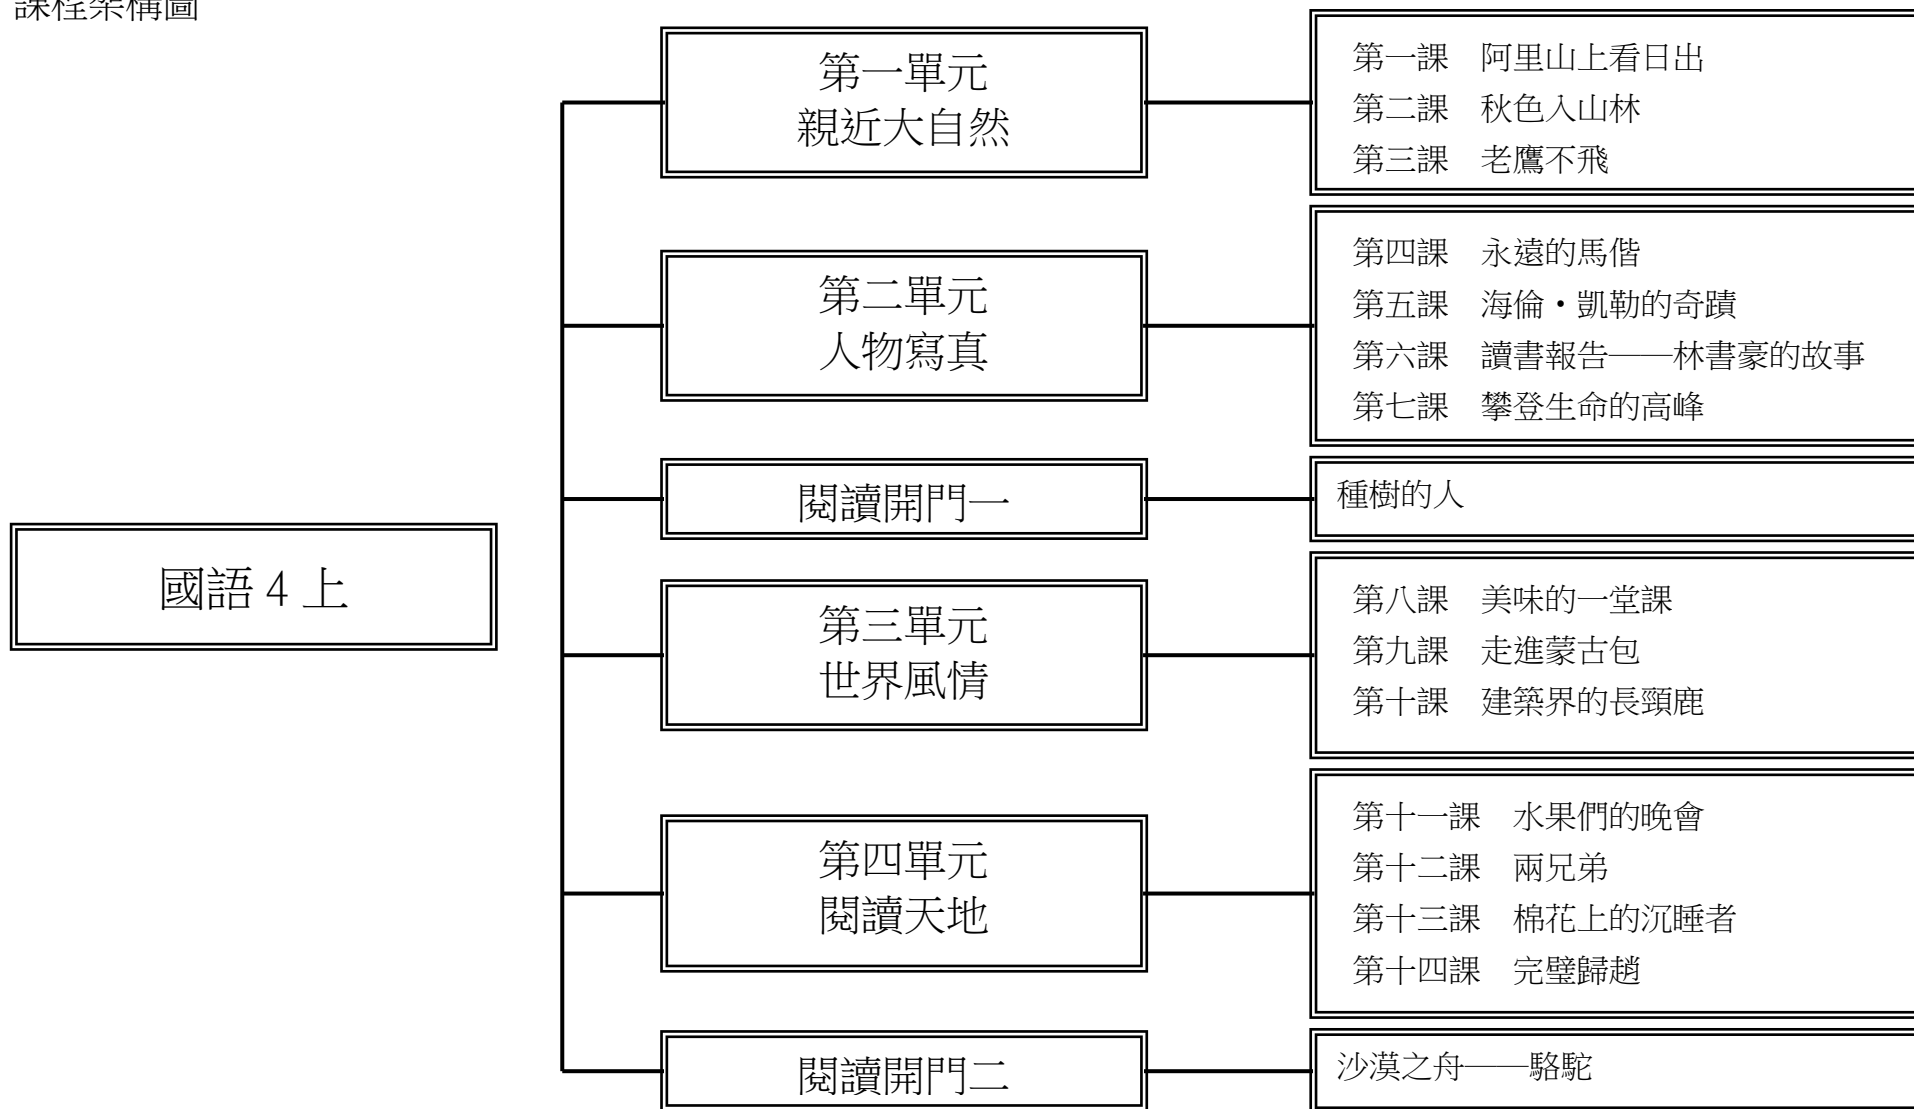 課程架構圖
國語 4 上
第一單元
親近大自然
第一課　阿里山上看日出
第二課　秋色入山林
第三課　老鷹不飛
第二單元
人物寫真
第四課　永遠的馬偕
第五課　海倫‧凱勒的奇蹟
第六課　讀書報告──林書豪的故事
第七課　攀登生命的高峰
閱讀開門一
種樹的人
第三單元
世界風情
第八課　美味的一堂課
第九課　走進蒙古包
第十課　建築界的長頸鹿
第四單元
閱讀天地
第十一課　水果們的晚會
第十二課　兩兄弟
第十三課　棉花上的沉睡者
第十四課　完璧歸趙
閱讀開門二
沙漠之舟──駱駝